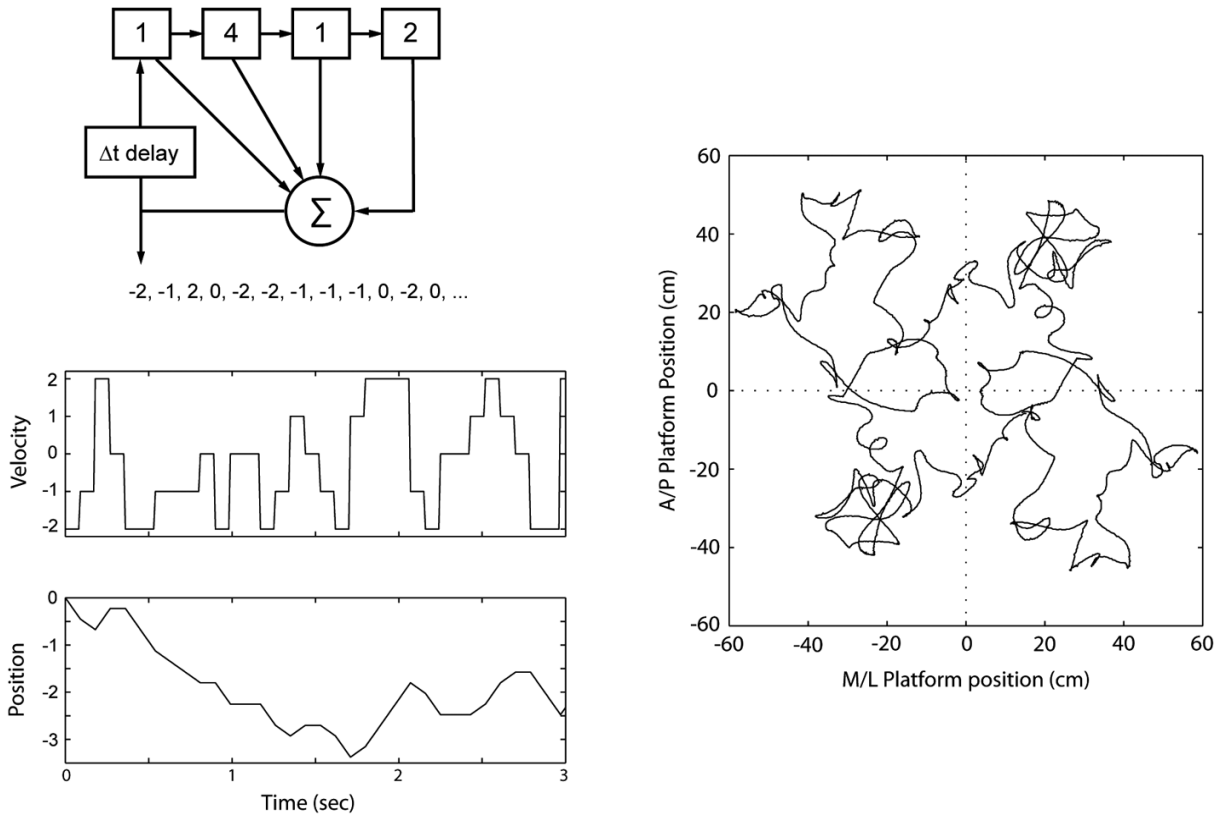 1 4 1 2
Δt delay
Σ
-2, -1, 2, 0, -2, -2, -1, -1, -1, 0, -2, 0, ...
Velocity
2
1
0
-1
-2
Position
0
-1
-2
-3
0 1 2 3
Time (sec)
A/P Platform Position (cm)
60
40
20
0
-20
-40
-60
-60 -40 -20 0 20 40 60
M/L Platform position (cm)